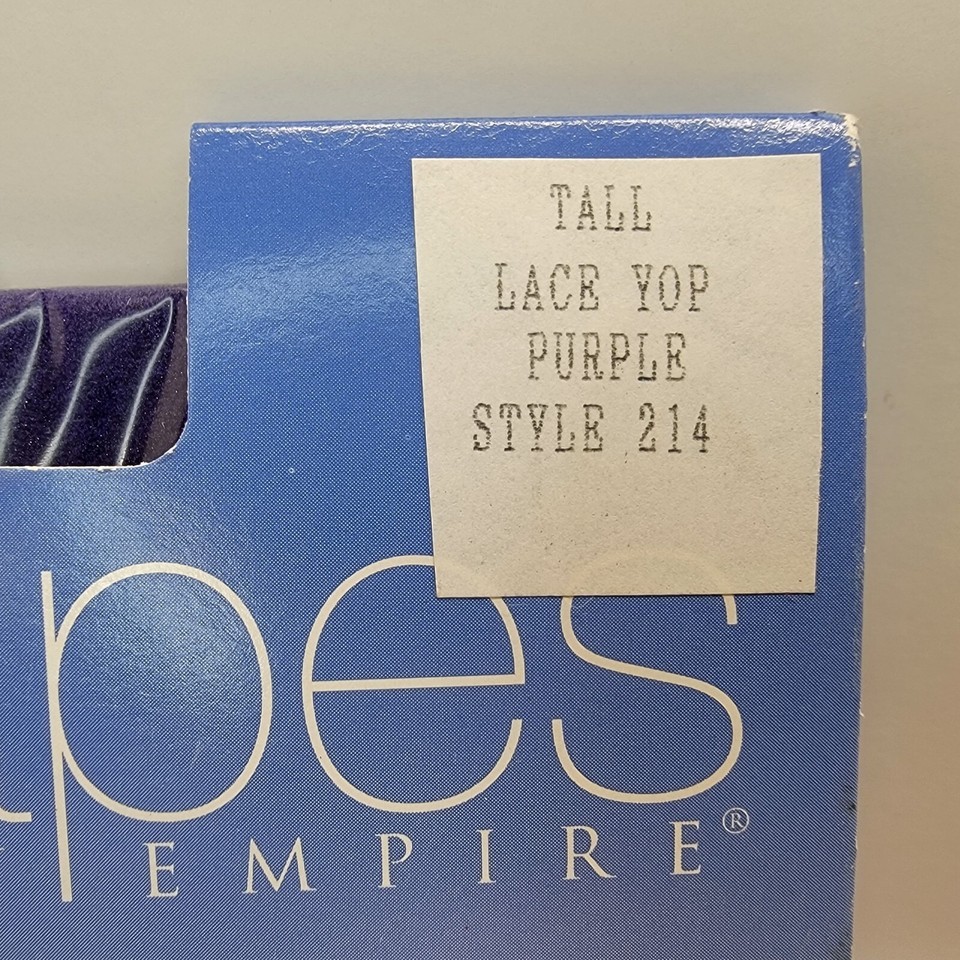 TALL
LACE YOP
PURPLE
STYLE 214
pes
EMPIRE®